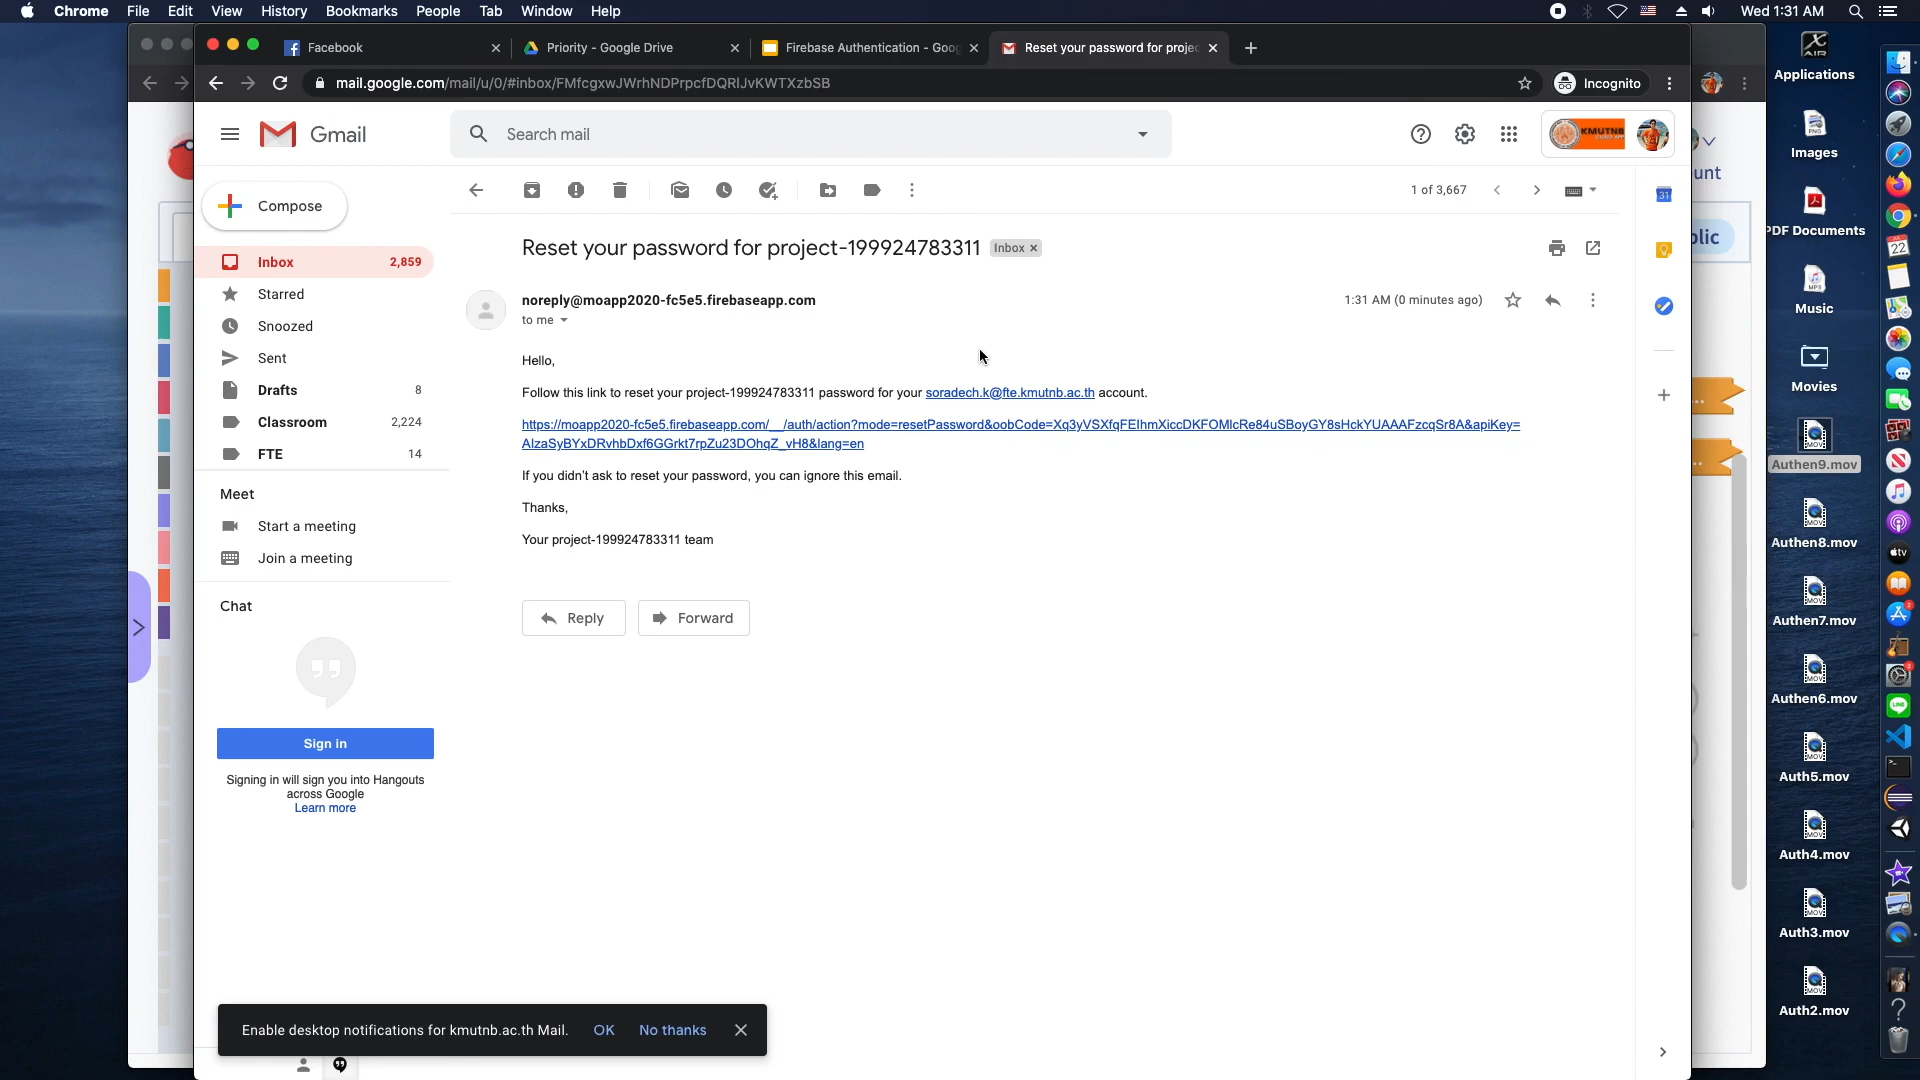 Chrome File Edit View History Bookmarks People Tab Window Help
Wed 1:31 AM
Facebook
Priority - Google Drive
Firebase Authentication - Goo
Reset your password for projec
mail.google.com/mail/u/0/#inbox/FMfcgxwJWrhNDPrpcfDQRlJvKWTXzbSB
Incognito
Gmail
Search mail
KMUTNB
Compose
1 of 3,667
Inbox 2,859
Starred
Snoozed
Sent
Drafts 8
Classroom 2,224
FTE 14
Meet
Start a meeting
Join a meeting
Chat
Sign in
Signing in will sign you into Hangouts
across Google
Learn more
Reset your password for project-199924783311 Inbox
noreply@moapp2020-fc5e5.firebaseapp.com
1:31 AM (0 minutes ago)
to me
Hello,
Follow this link to reset your project-199924783311 password for your soradech.k@fte.kmutnb.ac.th account.
https://moapp2020-fc5e5.firebaseapp.com/__/auth/action?mode=resetPassword&oobCode=Xq3yVSXfqFEIhmXiccDKFOMlcRe84uSBoyGY8sHckYUAAAFzcqSr8A&apiKey=
AIzaSyBYxDRvhbDxf6GGrkt7rpZu23DOhqZ_vH8&lang=en
If you didn't ask to reset your password, you can ignore this email.
Thanks,
Your project-199924783311 team
Reply
Forward
Enable desktop notifications for kmutnb.ac.th Mail. OK No thanks
31
unt
blic
Applications
Images
PDF Documents
Music
Movies
Authen9.mov
Authen8.mov
Authen7.mov
Authen6.mov
Auth5.mov
Auth4.mov
Auth3.mov
Auth2.mov
22
tv